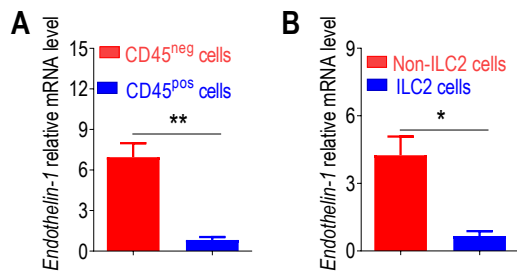 A
Endothelin-1 relative mRNA level
15
12
9
6
3
0
CD45neg cells
CD45pos cells
**
B
Endothelin-1 relative mRNA level
9
6
3
0
Non-ILC2 cells
ILC2 cells
*